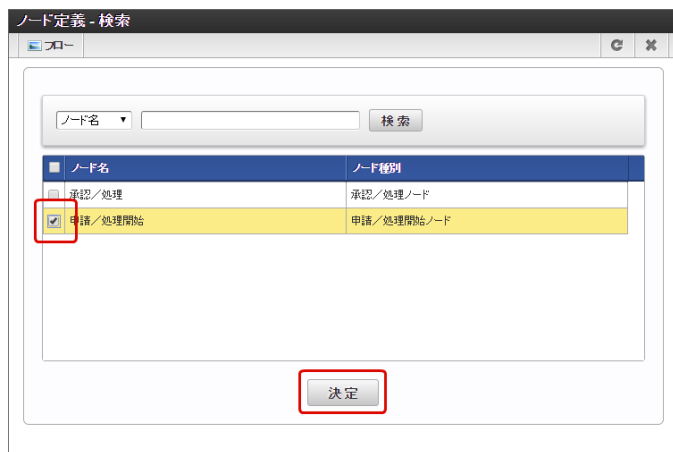 ノード定義 - 検索
フロー
ノード名 ▼ 検索
ノード名 ノード種別
承認／処理 承認／処理ノード
申請／処理開始 申請／処理開始ノード
決定